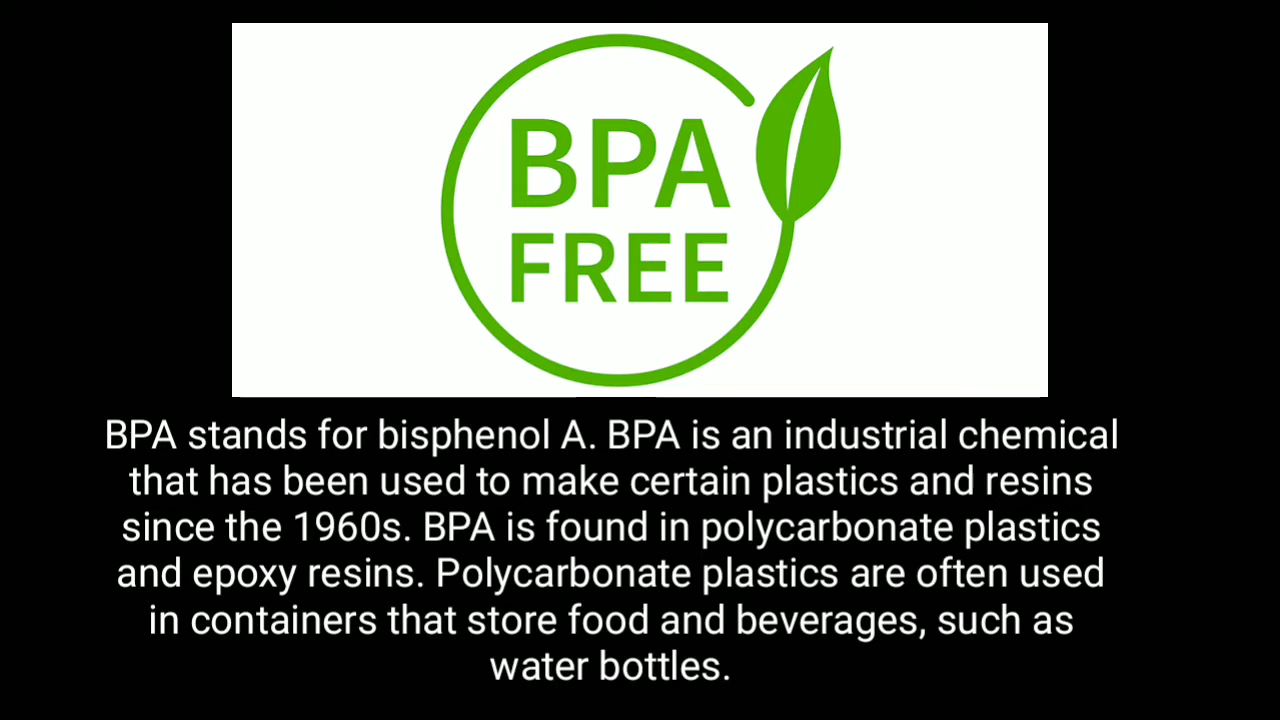 BPA
FREE
BPA stands for bisphenol A. BPA is an industrial chemical
that has been used to make certain plastics and resins
since the 1960s. BPA is found in polycarbonate plastics
and epoxy resins. Polycarbonate plastics are often used
in containers that store food and beverages, such as
water bottles.